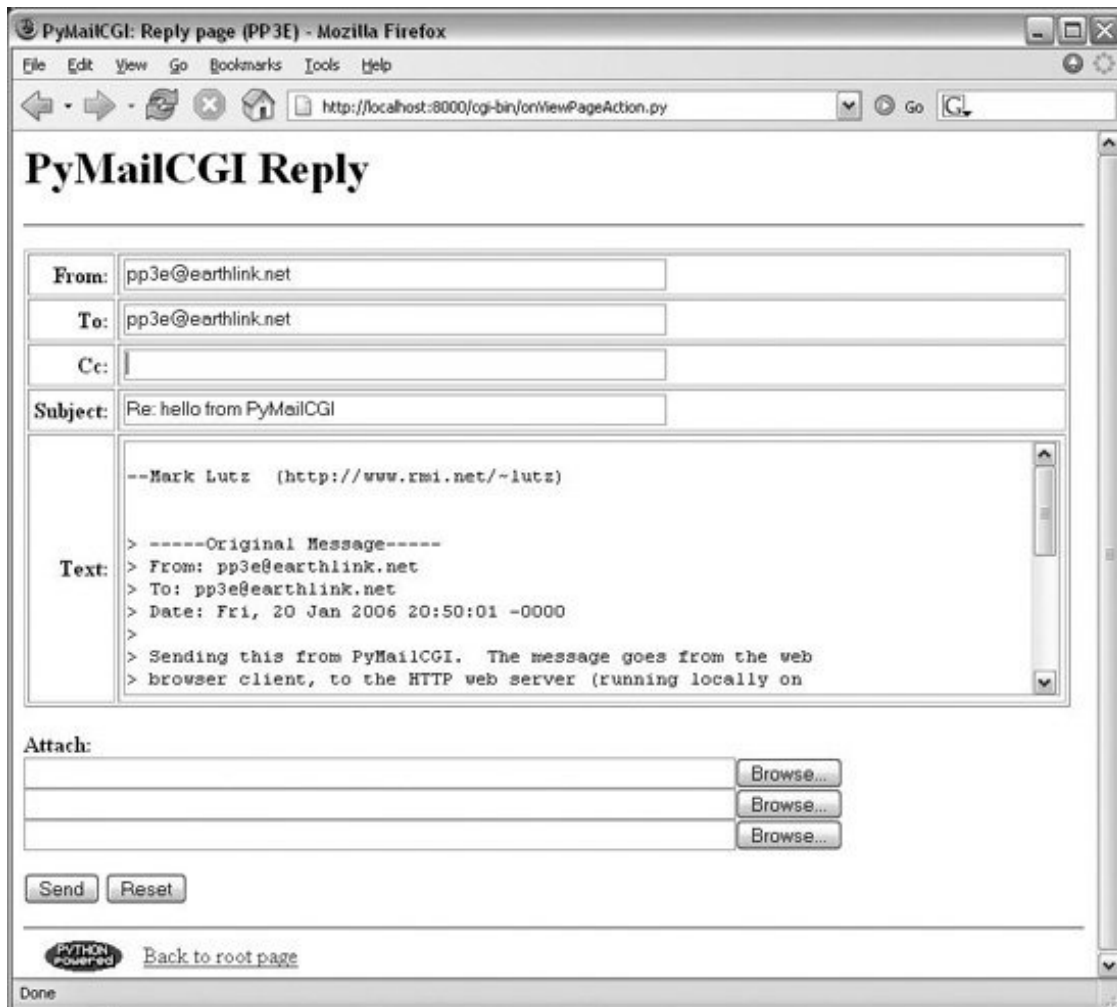 PyMailCGI: Reply page (PP3E) - Mozilla Firefox
File Edit View Go Bookmarks Tools Help
http://localhost:8000/cgi-bin/onViewPageAction.py Go G
PyMailCGI Reply
From: pp3e@earthlink.net
To: pp3e@earthlink.net
Cc:
Subject: Re: hello from PyMailCGI
Text:
--Mark Lutz (http://www.rmi.net/~lutz)
> -----Original Message-----
> From: pp3e@earthlink.net
> To: pp3e@earthlink.net
> Date: Fri, 20 Jan 2006 20:50:01 -0000
>
> Sending this from PyMailCGI. The message goes from the web
> browser client, to the HTTP web server (running locally on
Attach:
Browse...
Browse...
Browse...
Send Reset
PYTHON Powered Back to root page
Done